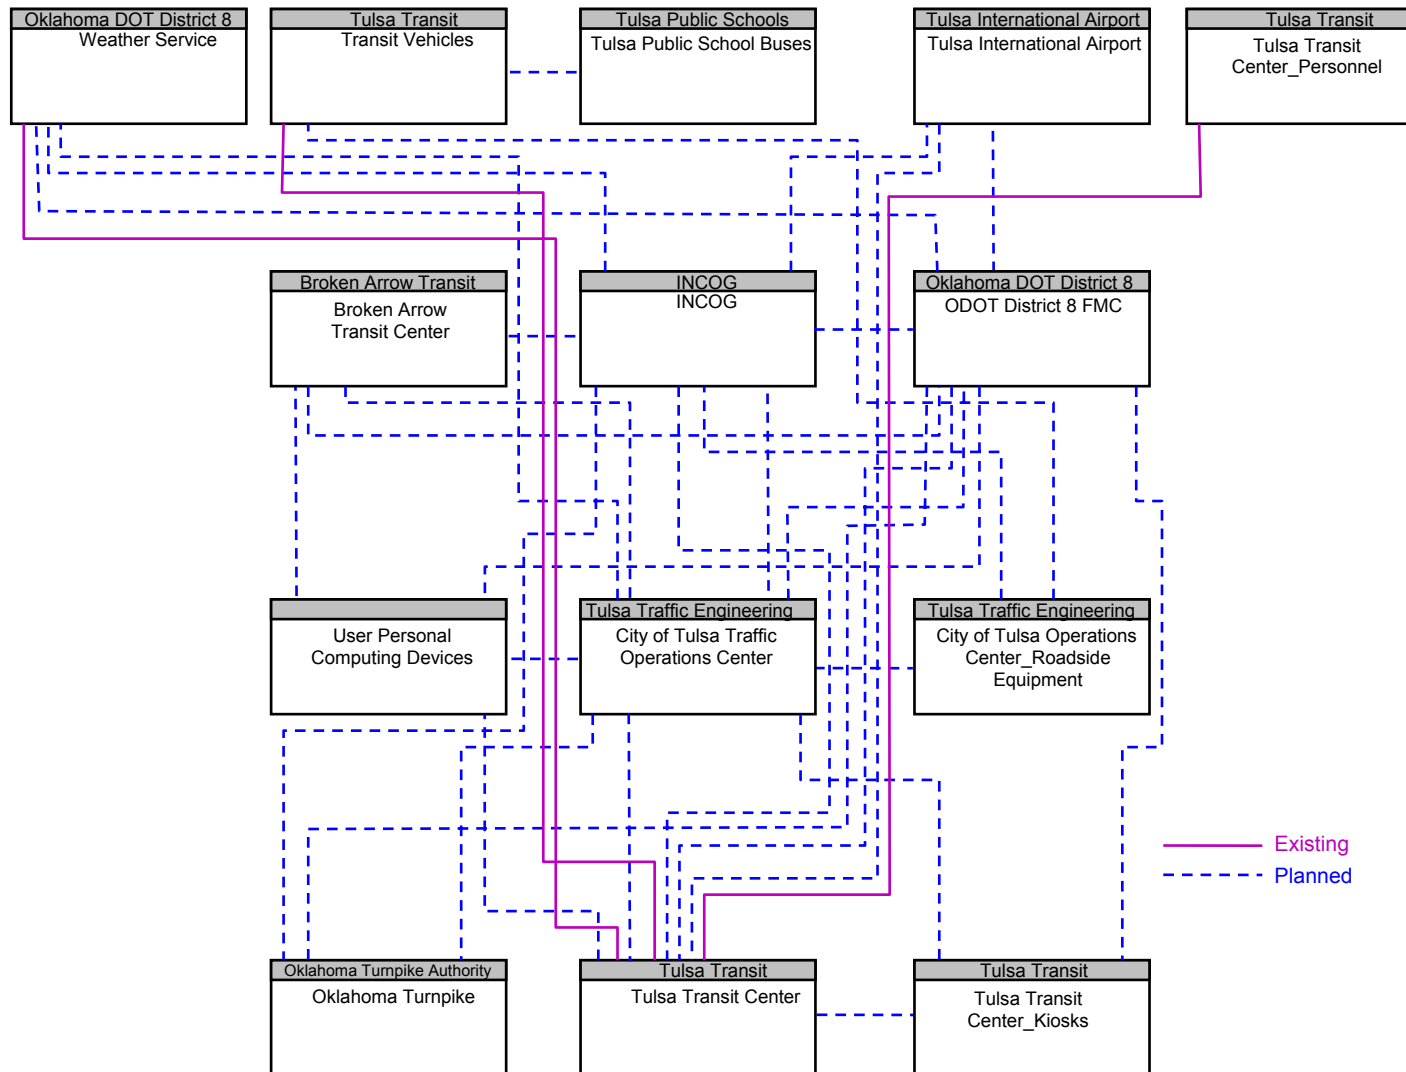 Oklahoma DOT District 8
Weather Service
Tulsa Transit
Transit Vehicles
Tulsa Public Schools
Tulsa Public School Buses
Tulsa International Airport
Tulsa International Airport
Tulsa Transit
Tulsa Transit
Center_Personnel
Broken Arrow Transit
Broken Arrow
Transit Center
INCOG
INCOG
Oklahoma DOT District 8
ODOT District 8 FMC
User Personal
Computing Devices
Tulsa Traffic Engineering
City of Tulsa Traffic
Operations Center
Tulsa Traffic Engineering
City of Tulsa Operations
Center_Roadside
Equipment
Existing
Planned
Oklahoma Turnpike Authority
Oklahoma Turnpike
Tulsa Transit
Tulsa Transit Center
Tulsa Transit
Tulsa Transit
Center_Kiosks